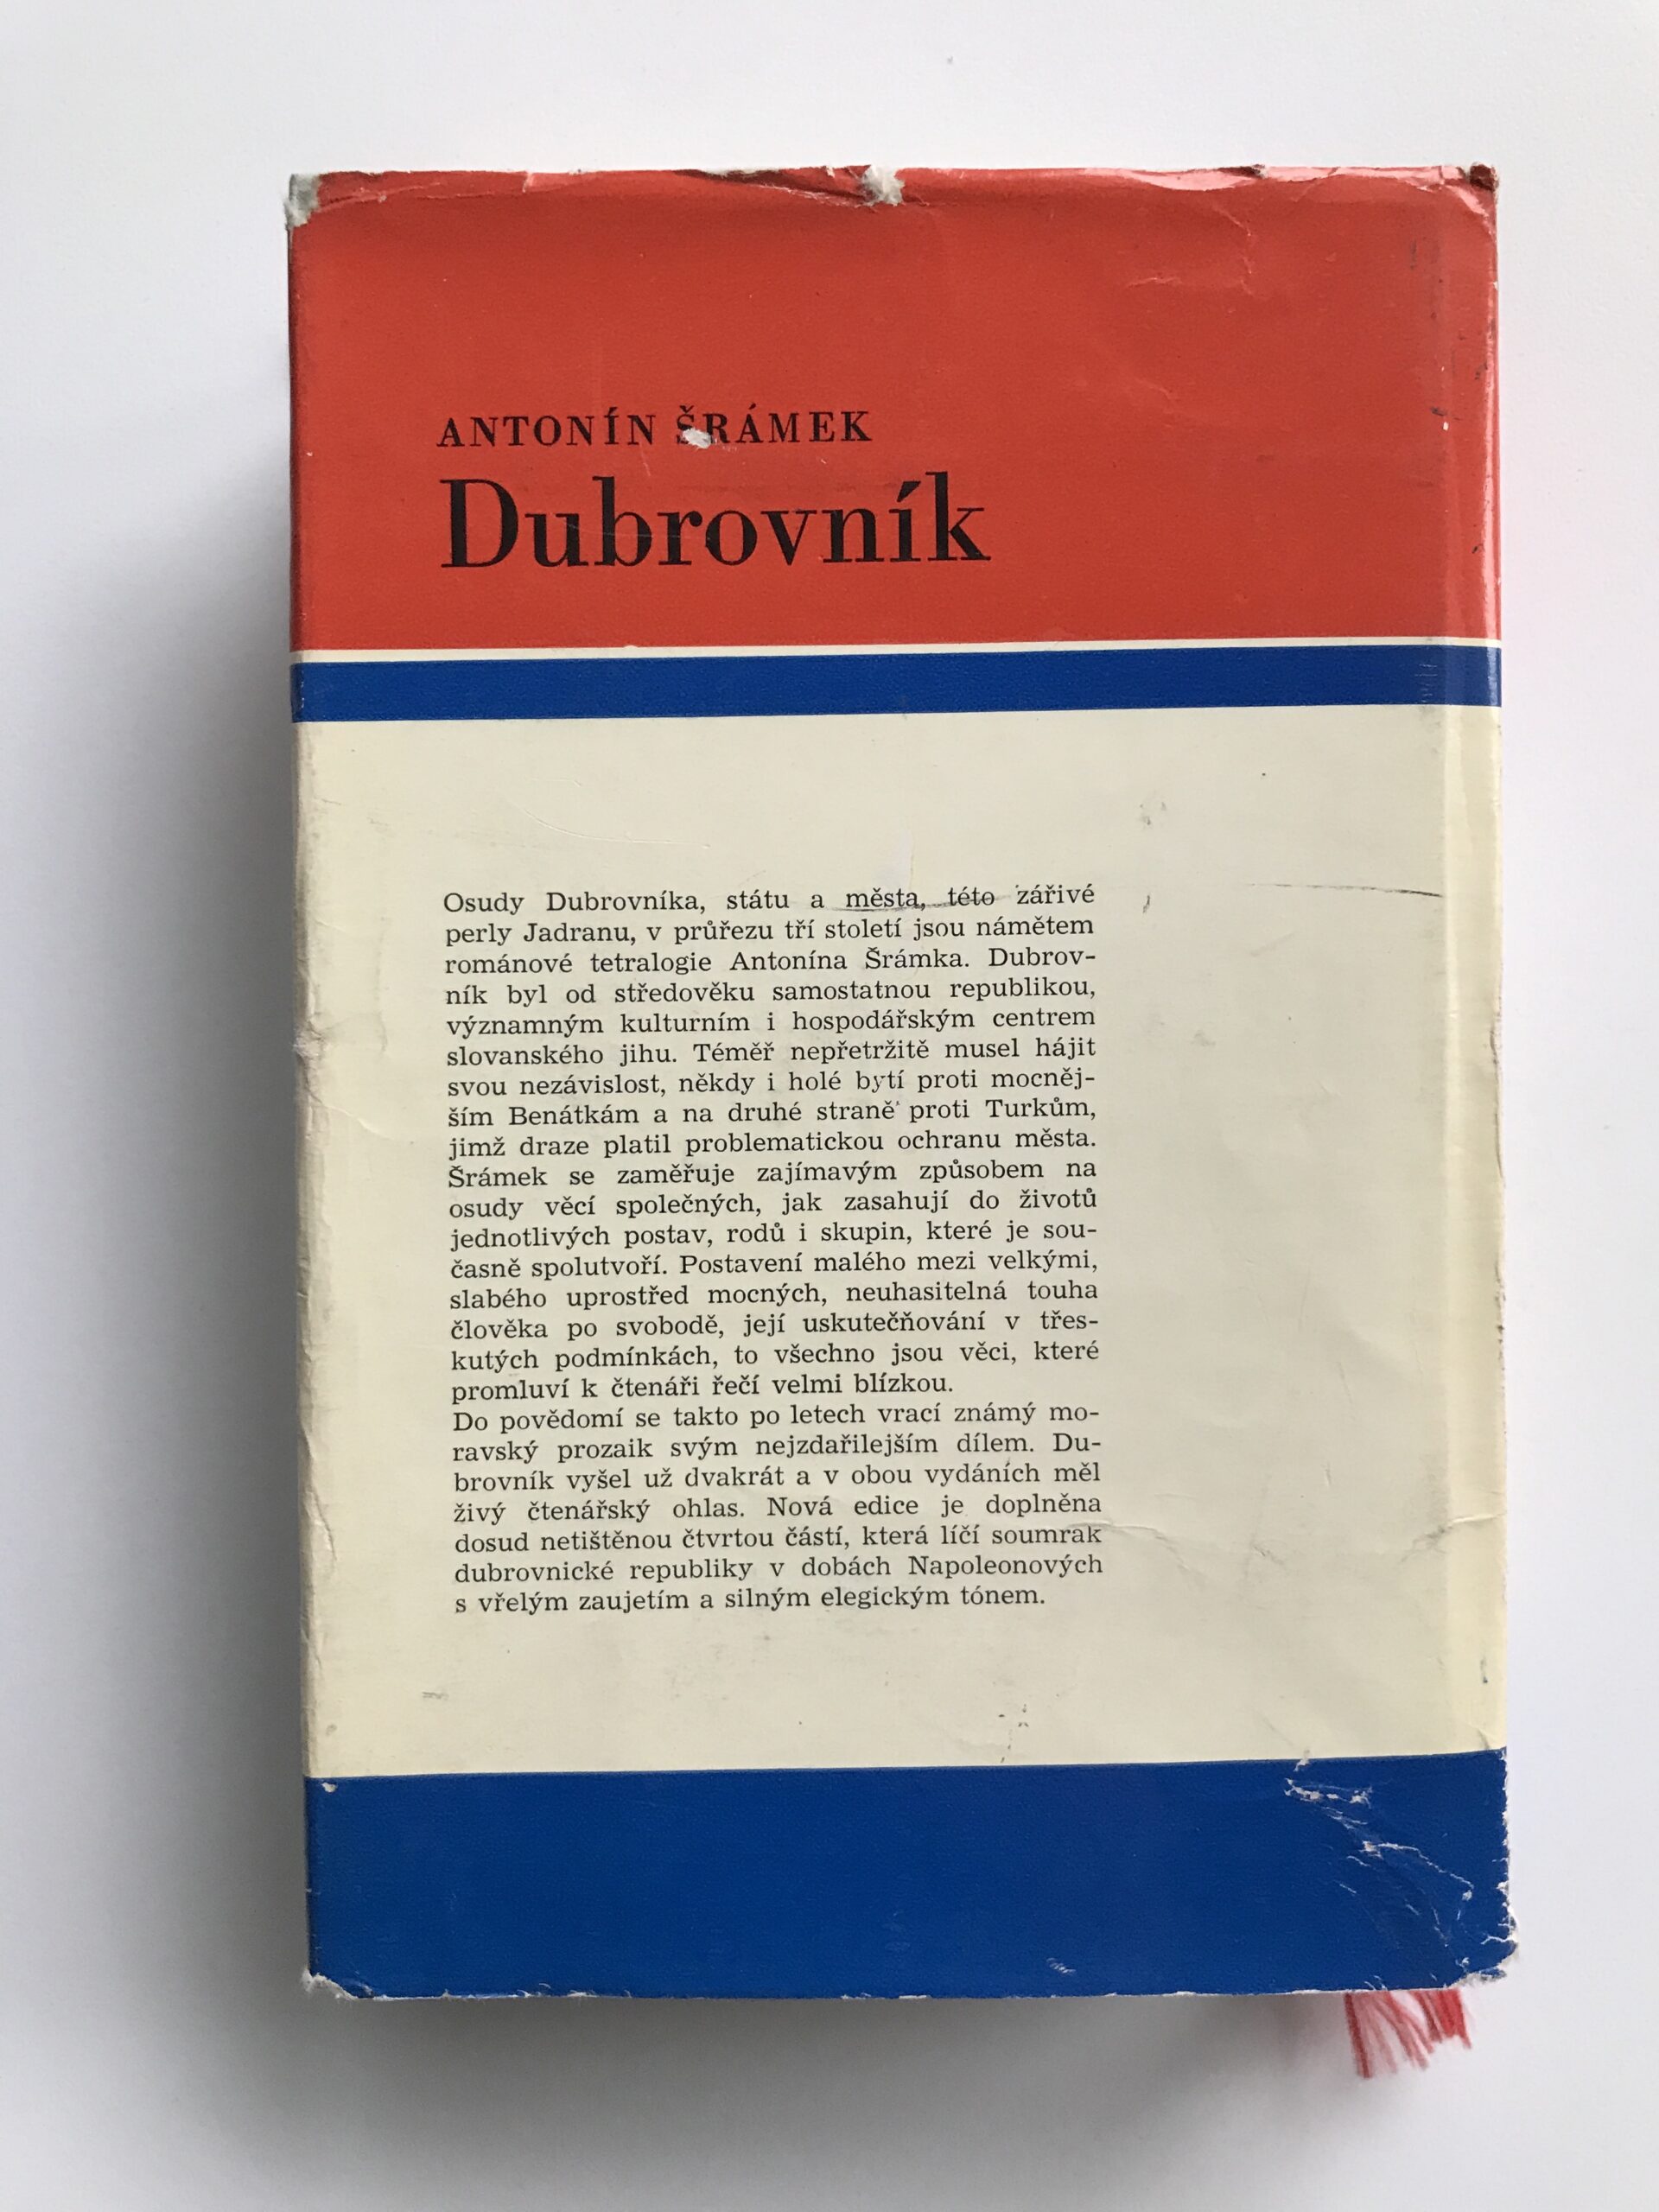 ANTONÍN ŠRÁMEK
Dubrovník
Osudy Dubrovníka, státu a města, této zářivé
perly Jadranu, v průřezu tří století jsou námětem
románové tetralogie Antonína Šrámka. Dubrov-
ník byl od středověku samostatnou republikou,
významným kulturním i hospodářským centrem
slovanského jihu. Téměř nepřetržitě musel hájit
svou nezávislost, někdy i holé bytí proti mocněj-
ším Benátkám a na druhé straně proti Turkům,
jimž draze platil problematickou ochranu města.
Šrámek se zaměřuje zajímavým způsobem na
osudy věcí společných, jak zasahují do životů
jednotlivých postav, rodů i skupin, které je sou-
časně spolutvoří. Postavení malého mezi velkými,
slabého uprostřed mocných, neuhasitelná touha
člověka po svobodě, její uskutečňování v třes-
kutých podmínkách, to všechno jsou věci, které
promluví k čtenáři řečí velmi blízkou.
Do povědomí se takto po letech vrací známý mo-
ravský prozaik svým nejzdařilejším dílem. Du-
brovník vyšel už dvakrát a v obou vydáních měl
živý čtenářský ohlas. Nová edice je doplněna
dosud netištěnou čtvrtou částí, která líčí soumrak
dubrovnické republiky v dobách Napoleonových
s vřelým zaujetím a silným elegickým tónem.